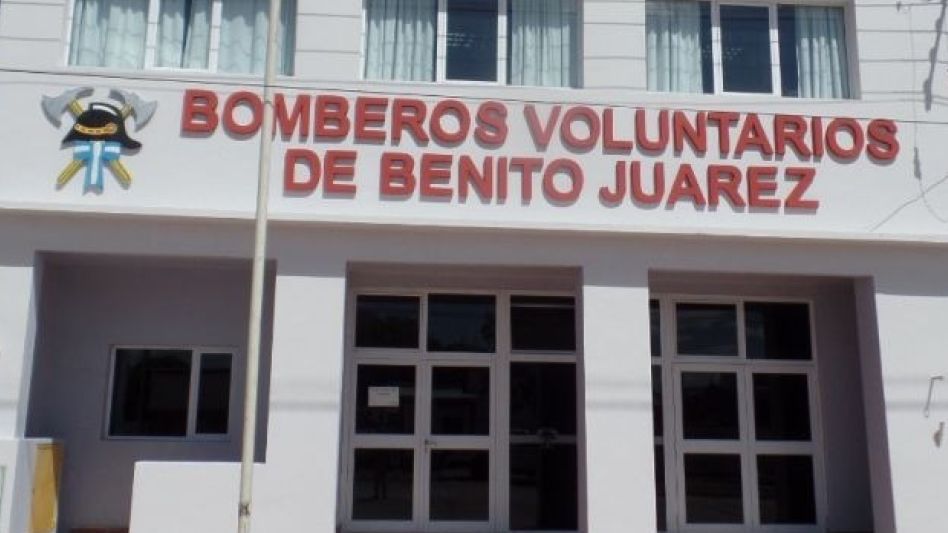 BOMBEROS VOLUNTARIOS
DE BENITO JUAREZ